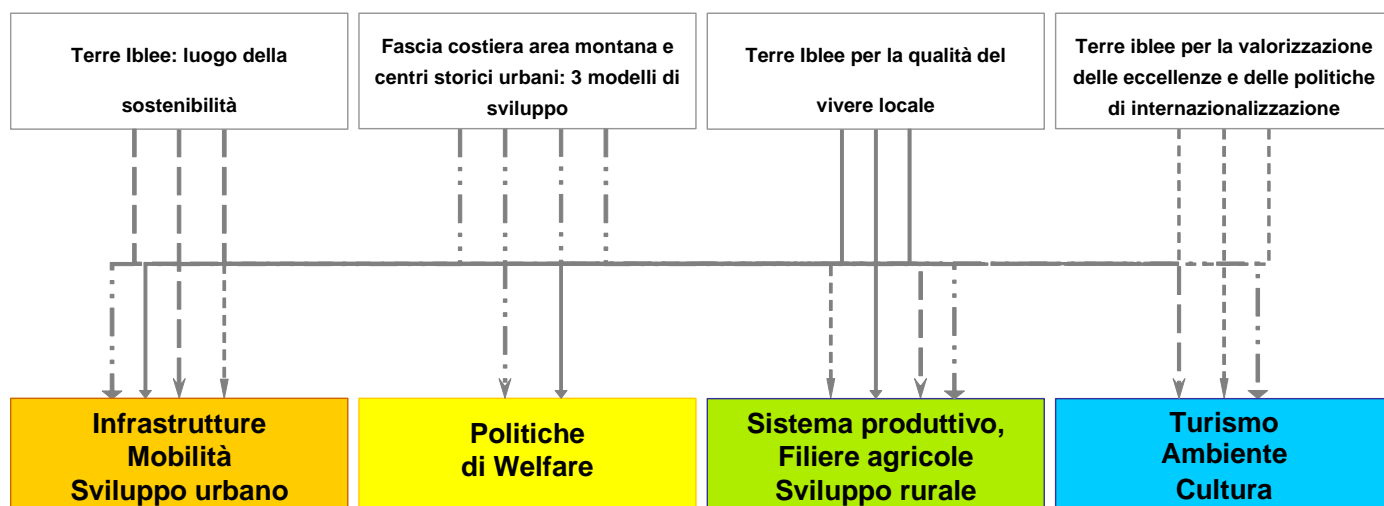 Terre Iblee: luogo della
sostenibilità
Fascia costiera area montana e
centri storici urbani: 3 modelli di
sviluppo
Terre Iblee per la qualità del
vivere locale
Terre iblee per la valorizzazione
delle eccellenze e delle politiche
di internazionalizzazione
Infrastrutture
Mobilità
Sviluppo urbano
Politiche
di Welfare
Sistema produttivo,
Filiere agricole
Sviluppo rurale
Turismo
Ambiente
Cultura